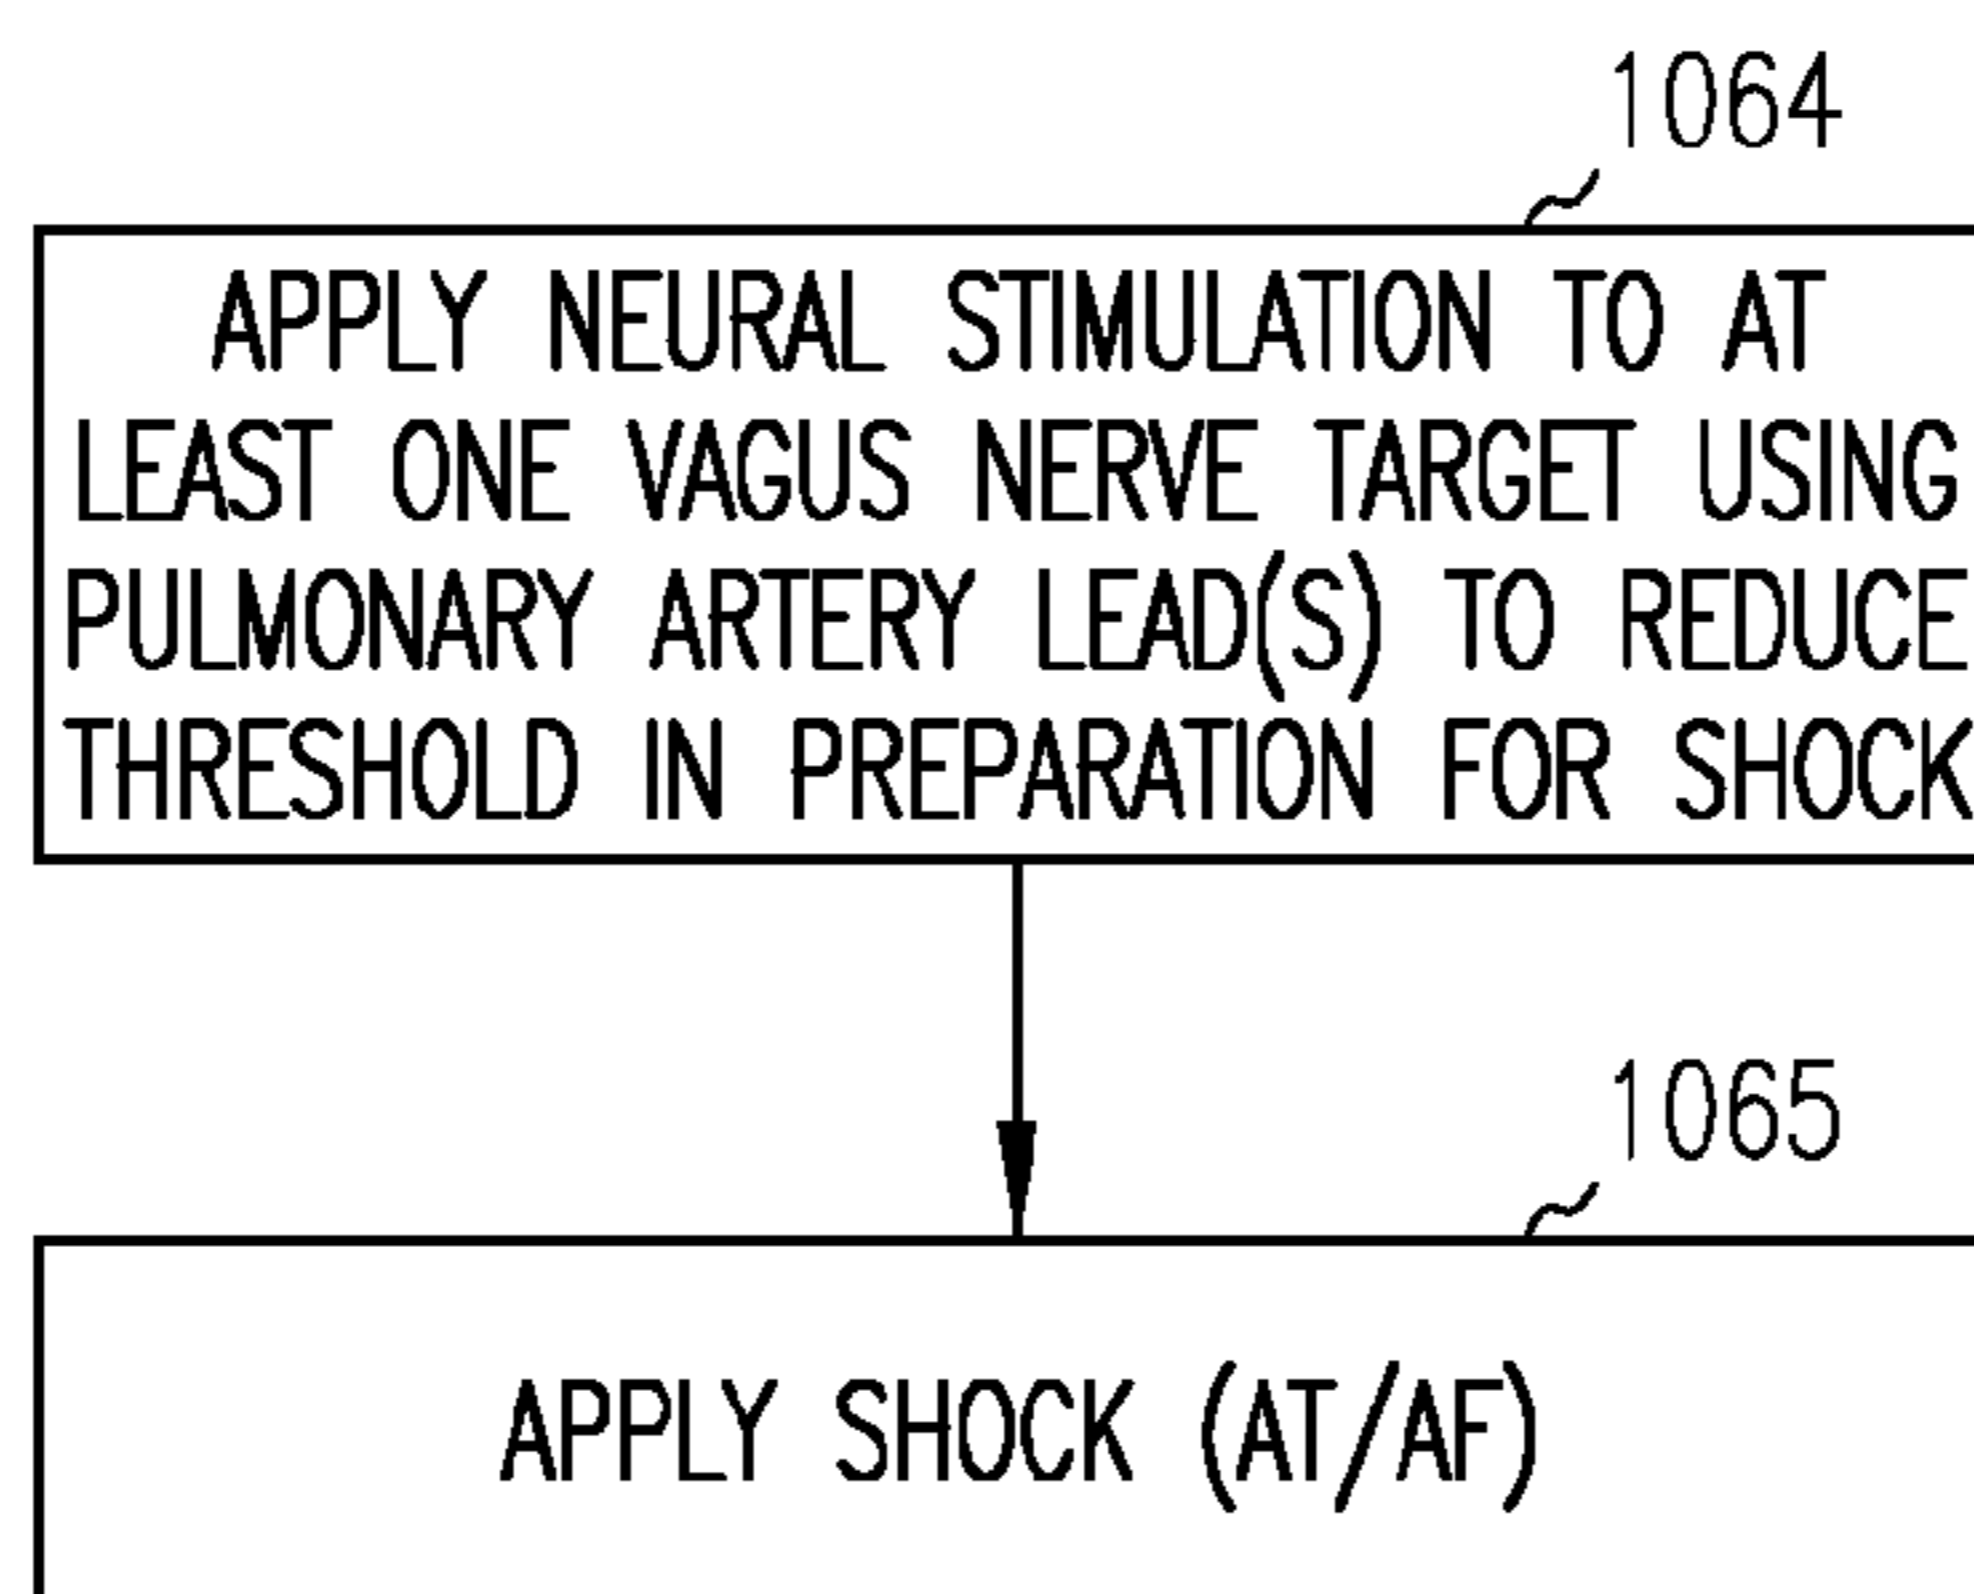 1064
APPLY NEURAL STIMULATION TO AT
LEAST ONE VAGUS NERVE TARGET USING
PULMONARY ARTERY LEAD(S) TO REDUCE
THRESHOLD IN PREPARATION FOR SHOCK
1065
APPLY SHOCK (AT/AF)